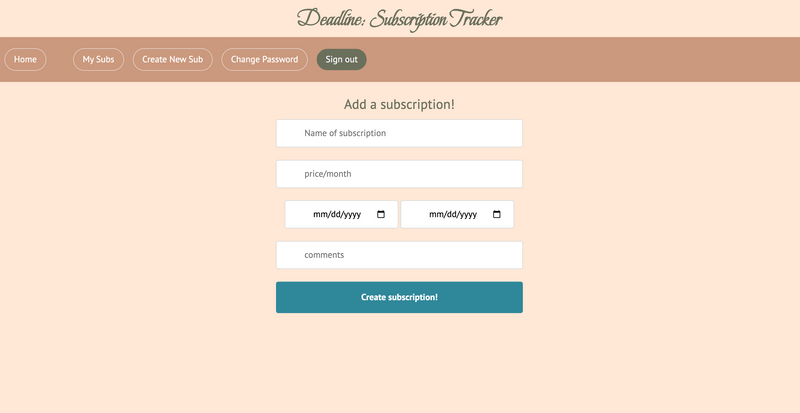 Deadline: Subscription Tracker
Home My Subs Create New Sub Change Password Sign out
Add a subscription!
Name of subscription
price/month
mm/dd/yyyy mm/dd/yyyy
comments
Create subscription!